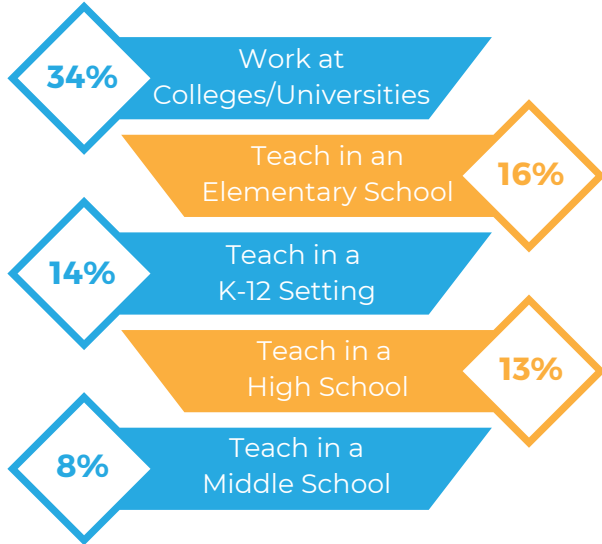 34%
Work at
Colleges/Universities
Teach in an
Elementary School
16%
14%
Teach in a
K-12 Setting
Teach in a
High School
13%
8%
Teach in a
Middle School